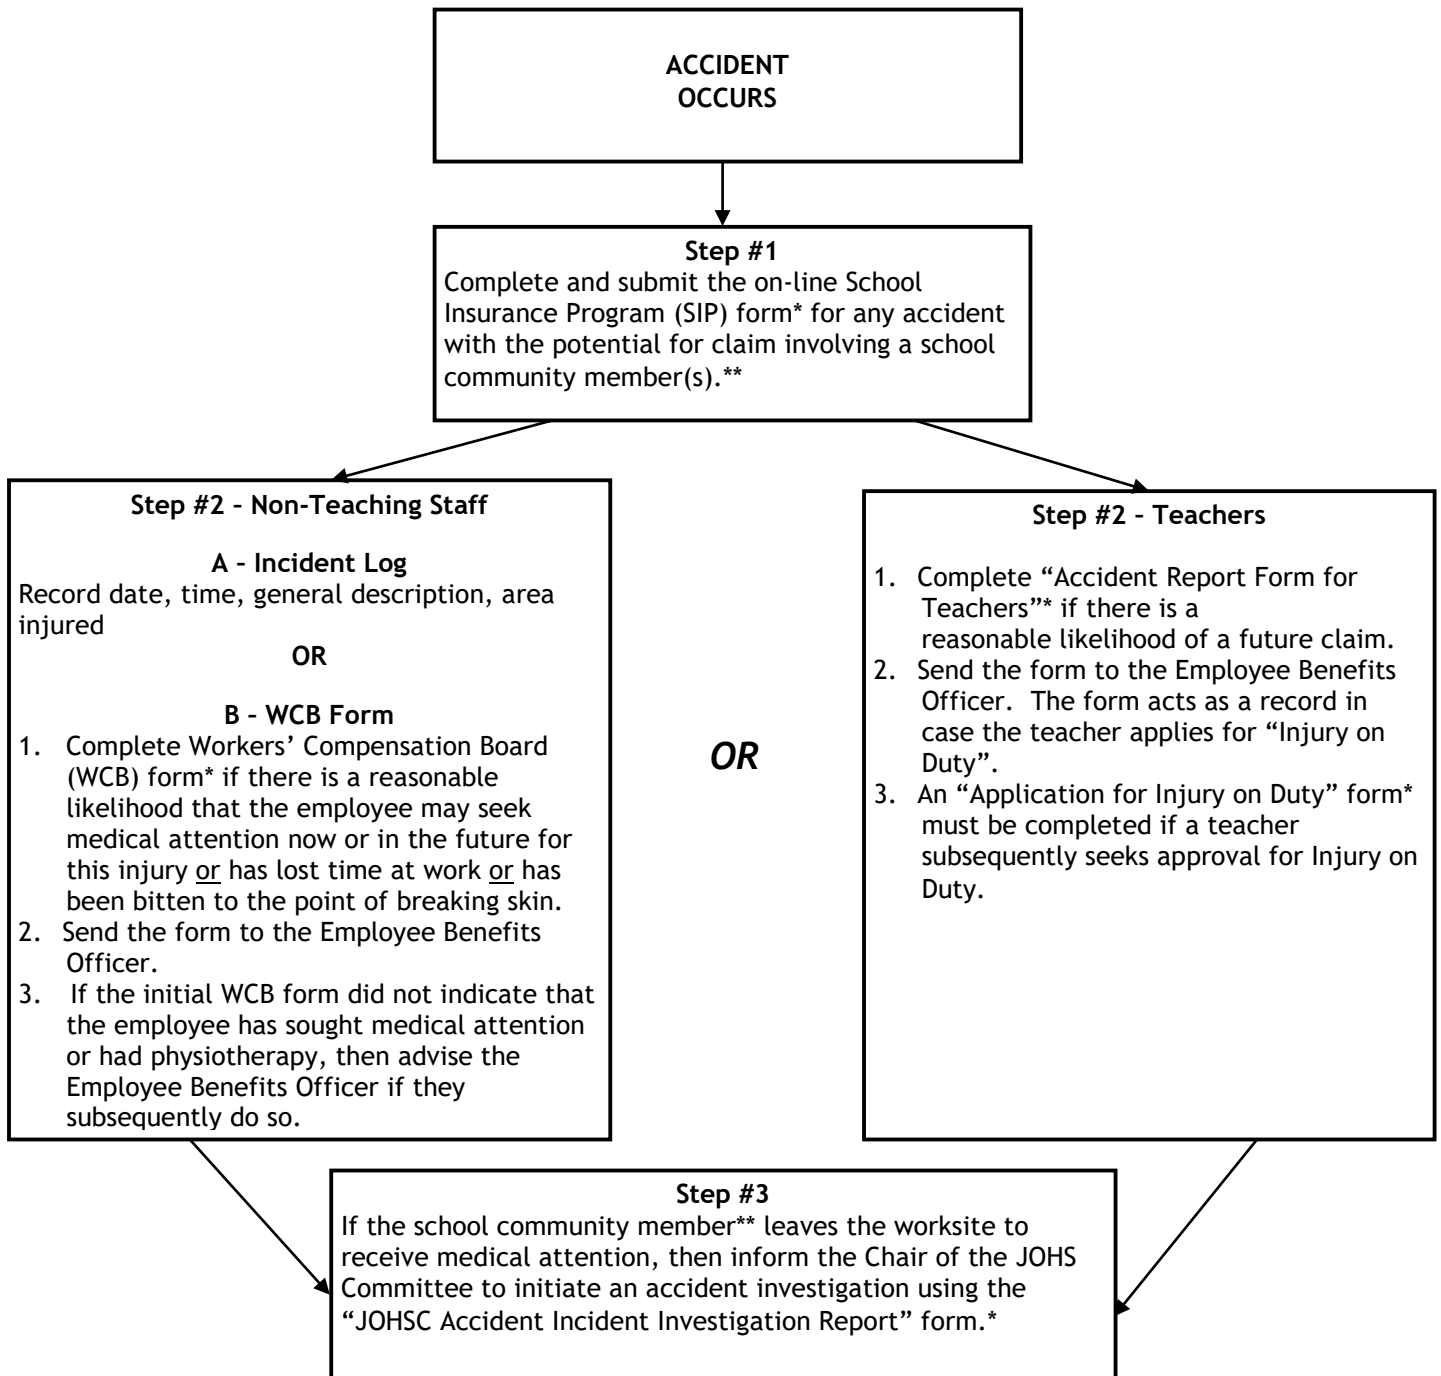 ACCIDENT
OCCURS
Step #1
Complete and submit the on-line School
Insurance Program (SIP) form* for any accident
with the potential for claim involving a school
community member(s).**
Step #2 – Non-Teaching Staff
A – Incident Log
Record date, time, general description, area
injured
OR
B – WCB Form
1. Complete Workers’ Compensation Board
(WCB) form* if there is a reasonable
likelihood that the employee may seek
medical attention now or in the future for
this injury or has lost time at work or has
been bitten to the point of breaking skin.
2. Send the form to the Employee Benefits
Officer.
3. If the initial WCB form did not indicate that
the employee has sought medical attention
or had physiotherapy, then advise the
Employee Benefits Officer if they
subsequently do so.
OR
Step #2 – Teachers
1. Complete “Accident Report Form for
Teachers”* if there is a
reasonable likelihood of a future claim.
2. Send the form to the Employee Benefits
Officer. The form acts as a record in
case the teacher applies for “Injury on
Duty”.
3. An “Application for Injury on Duty” form*
must be completed if a teacher
subsequently seeks approval for Injury on
Duty.
Step #3
If the school community member** leaves the worksite to
receive medical attention, then inform the Chair of the JOHS
Committee to initiate an accident investigation using the
“JOHSC Accident Incident Investigation Report” form.*